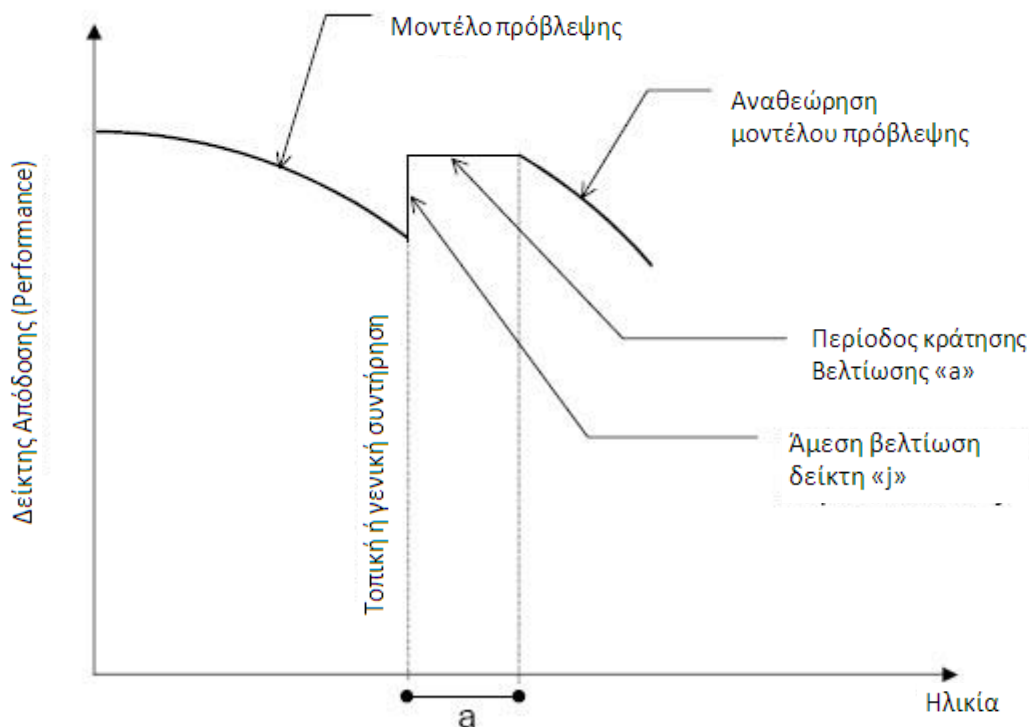 Μοντέλο πρόβλεψης
Αναθεώρηση
μοντέλου πρόβλεψης
Δείκτης Απόδοσης (Performance)
Τοπική ή γενική συντήρηση
Περίοδος κράτησης
Βελτίωσης «a»
Άμεση βελτίωση
δείκτη «j»
Ηλικία
a